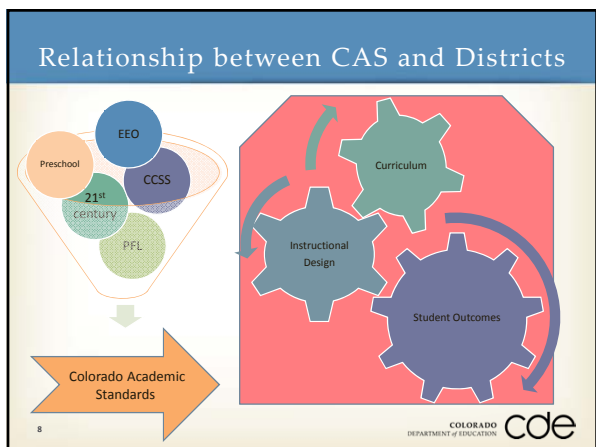 Relationship between CAS and Districts
EEO
Preschool
CCSS
21st
century
PFL
Colorado Academic
Standards
Curriculum
Instructional
Design
Student Outcomes
8
COLORADO
DEPARTMENT of EDUCATION
cde